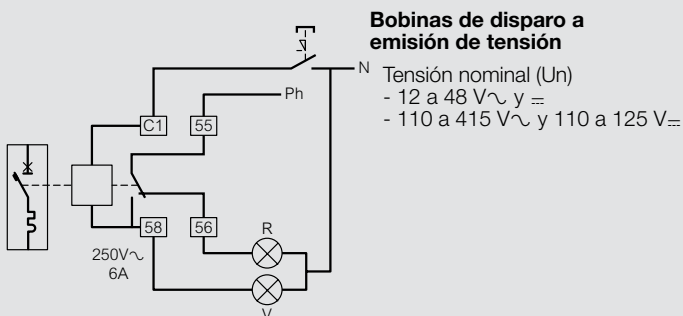 Bobinas de disparo a
emisión de tensión
N
Tensión nominal (Un)
- 12 a 48 V∿ y ⎓
- 110 a 415 V∿ y 110 a 125 V⎓
Ph
C1
55
58
56
250V∿
6A
R
V